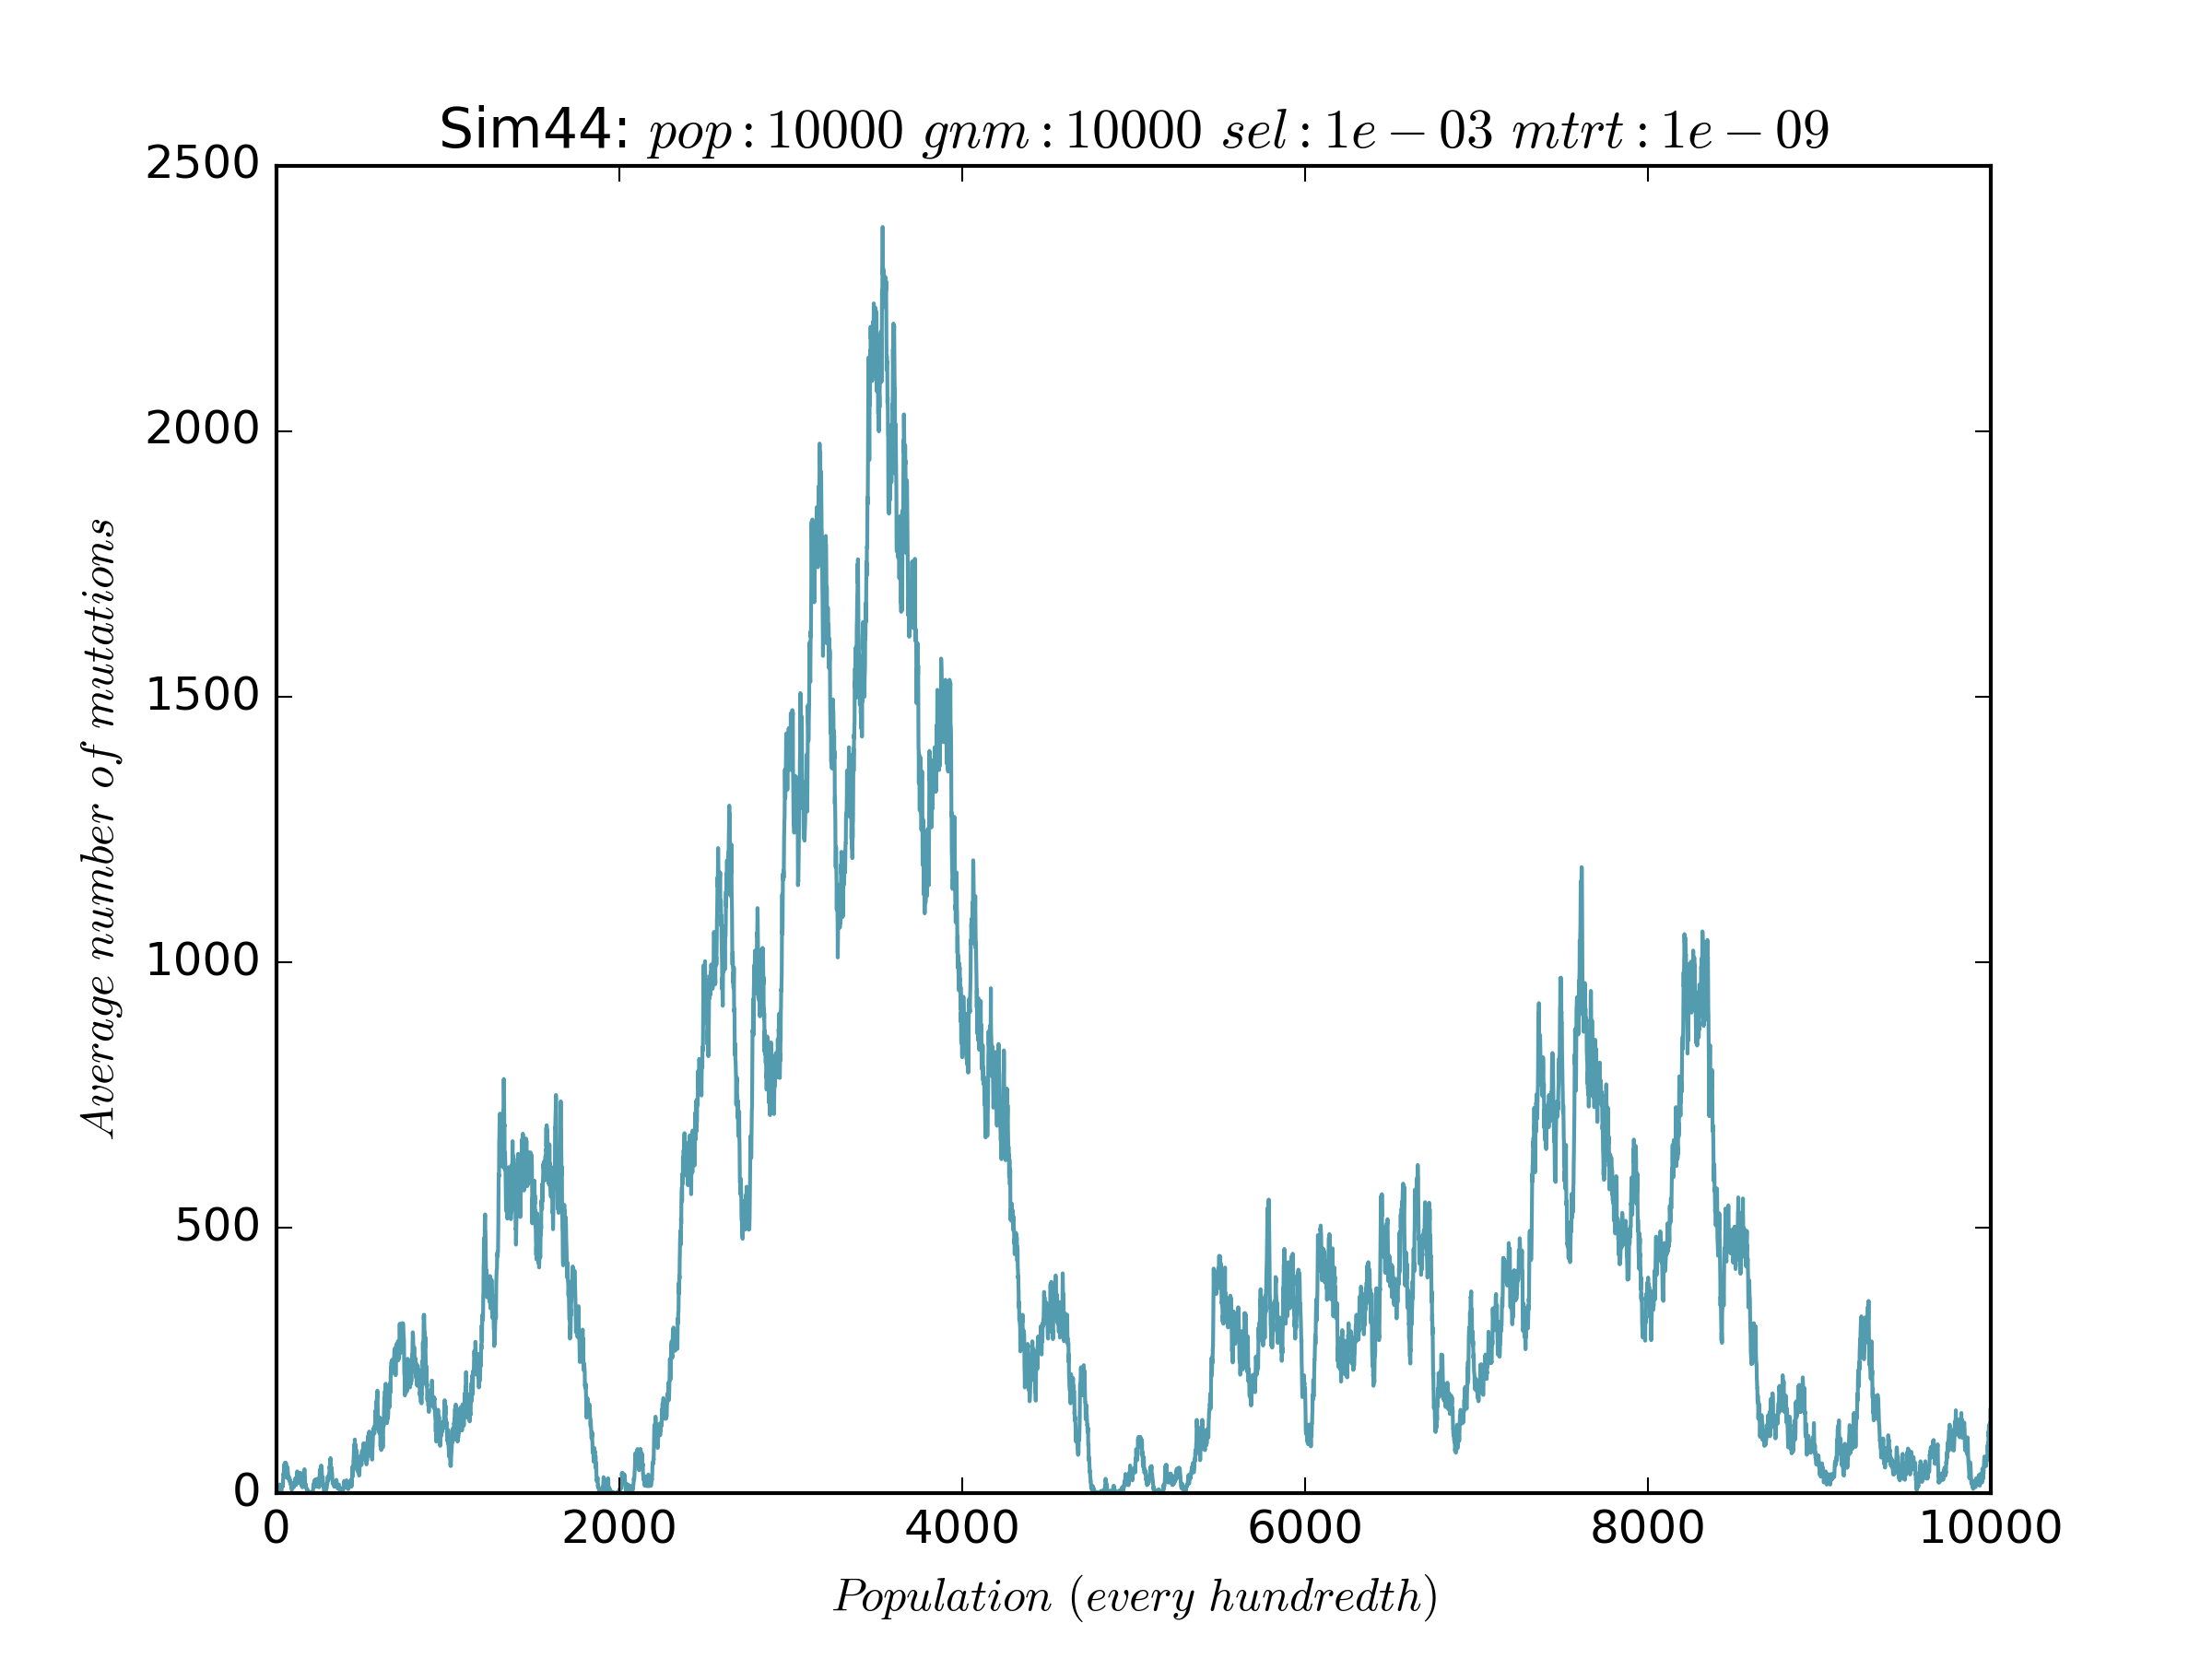 Sim44: pop : 10000 gnm : 10000 sel : 1e − 03 mtrt : 1e − 09
2500
2000
1500
1000
500
0
Average number of mutations
0 2000 4000 6000 8000 10000
Population (every hundredth)